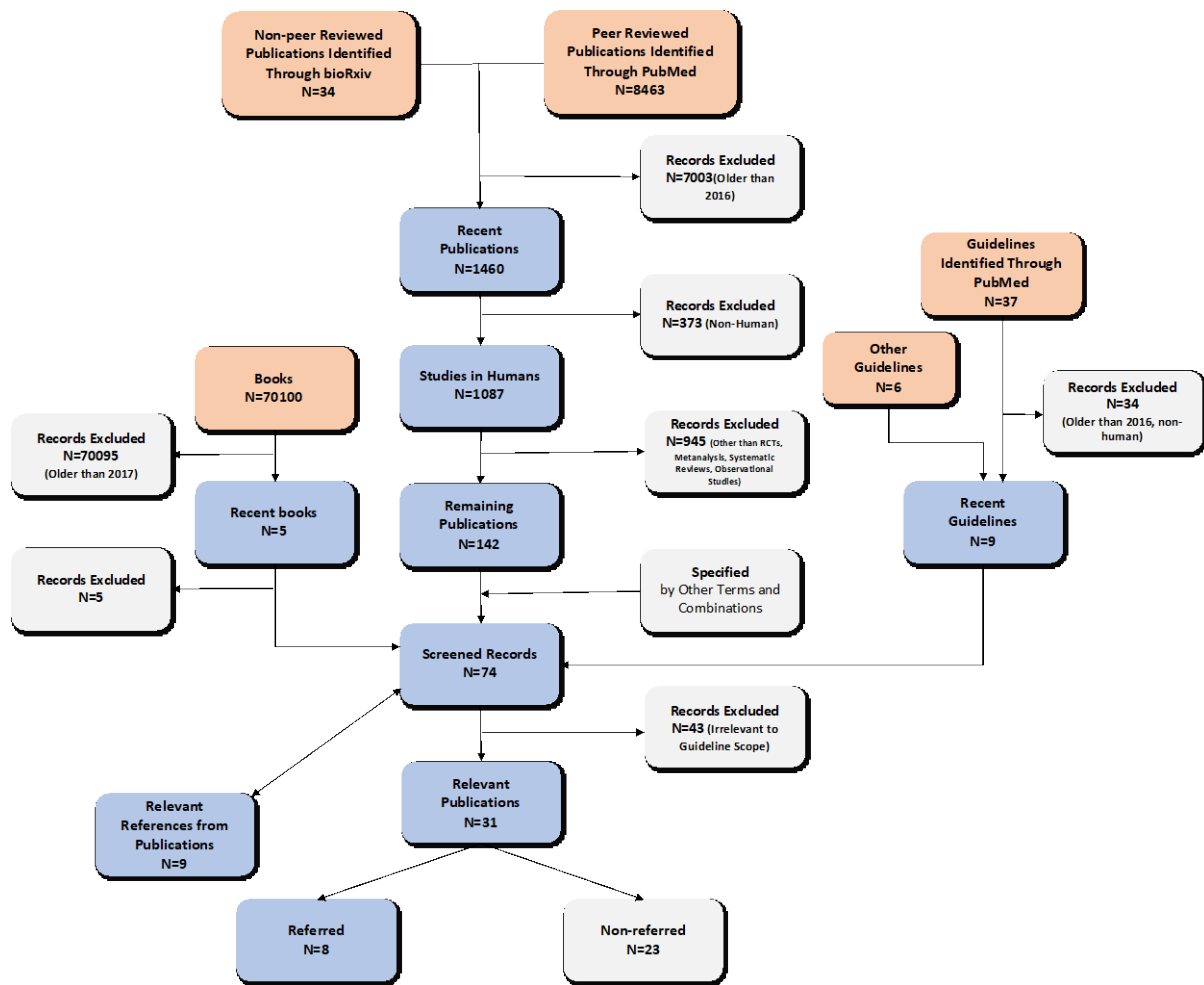 Non-peer Reviewed
Publications Identified
Through bioRxiv
N=34
Peer Reviewed
Publications Identified
Through PubMed
N=8463
Records Excluded
N=7003(Older than
2016)
Recent
Publications
N=1460
Guidelines
Identified Through
PubMed
N=37
Records Excluded
N=373 (Non-Human)
Other
Guidelines
N=6
Books
N=70100
Studies in Humans
N=1087
Records Excluded
N=34
(Older than 2016, non-
human)
Records Excluded
N=70095
(Older than 2017)
Records Excluded
N=945 (Other than RCTs,
Metanalysis, Systematic
Reviews, Observational
Studies)
Recent books
N=5
Remaining
Publications
N=142
Recent
Guidelines
N=9
Records Excluded
N=5
Specified
by Other Terms and
Combinations
Screened Records
N=74
Records Excluded
N=43 (Irrelevant to
Guideline Scope)
Relevant
Publications
N=31
Relevant
References from
Publications
N=9
Referred
N=8
Non-referred
N=23